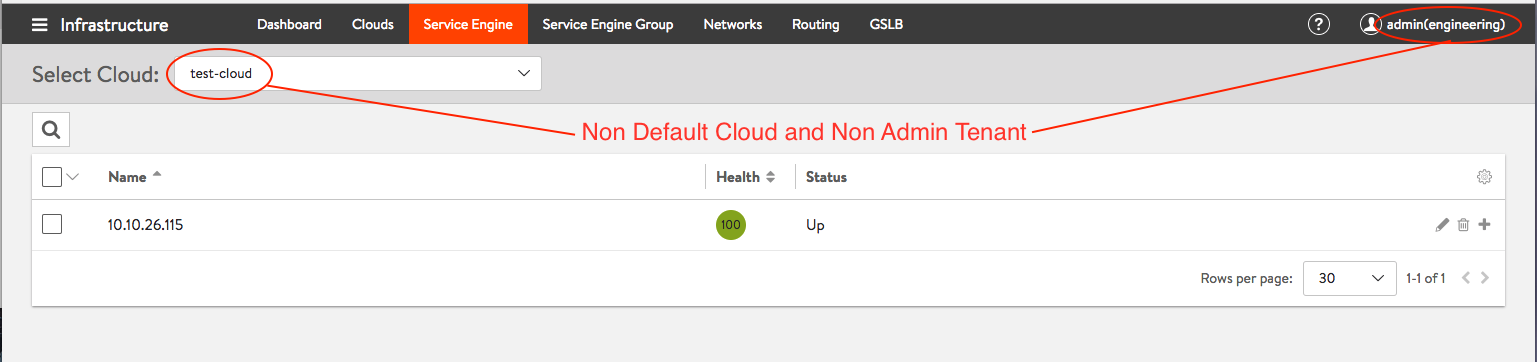 Infrastructure Dashboard Clouds Service Engine Service Engine Group Networks Routing GSLB ? admin(engineering)
Select Cloud: test-cloud
Non Default Cloud and Non Admin Tenant
Name Health Status
10.10.26.115 100 Up
Rows per page: 30 1-1 of 1